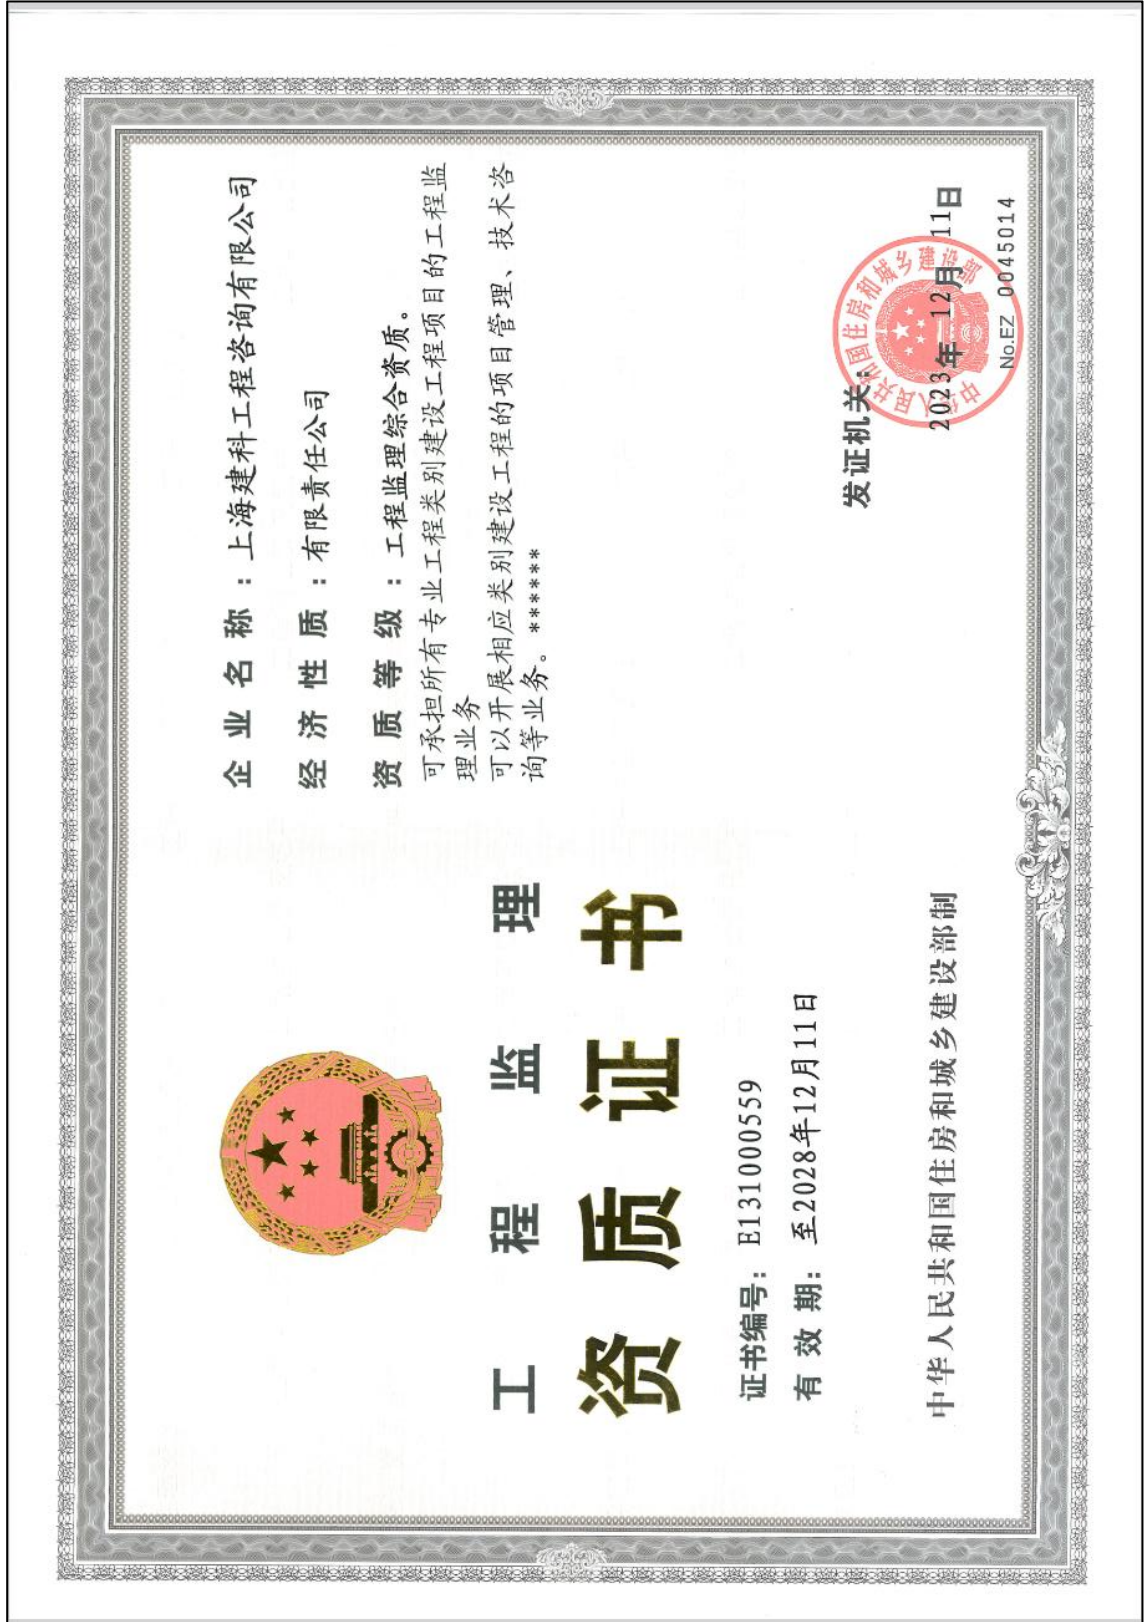 工程监理
资质证书
证书编号：E131000559
有效期：至2028年12月11日
中华人民共和国住房和城乡建设部制
企业名称：上海建科工程咨询有限公司
经济性质：有限责任公司
资质等级：工程监理综合资质。
可承担所有专业工程类别建设工程项目的工程监
理业务
可以开展相应类别建设工程的项目管理、技术咨
询等业务。******
发证机关：
中华人民共和国住房和城乡建设部
2023年12月11日
No.EZ 0045014